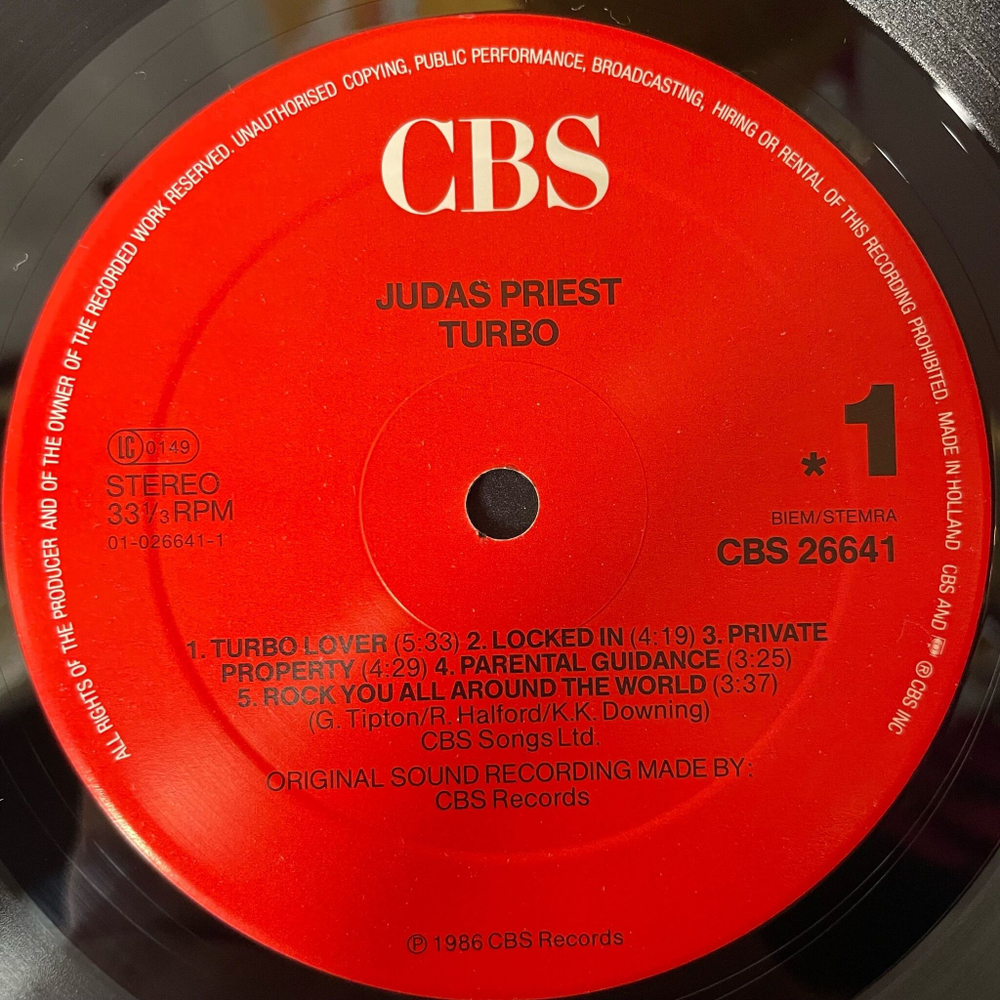 ALL RIGHTS OF THE PRODUCER AND OF THE OWNER OF THE RECORDED WORK RESERVED. UNAUTHORISED COPYING, PUBLIC PERFORMANCE, BROADCASTING, HIRING OR RENTAL OF THIS RECORDING PROHIBITED. MADE IN HOLLAND CBS AND ® CBS INC
CBS
JUDAS PRIEST
TURBO
LC 0149
STEREO
33⅓ RPM
01-026641-1
* 1
BIEM/STEMRA
CBS 26641
1. TURBO LOVER (5:33) 2. LOCKED IN (4:19) 3. PRIVATE
PROPERTY (4:29) 4. PARENTAL GUIDANCE (3:25)
5. ROCK YOU ALL AROUND THE WORLD (3:37)
(G. Tipton/R. Halford/K.K. Downing)
CBS Songs Ltd.
ORIGINAL SOUND RECORDING MADE BY:
CBS Records
℗ 1986 CBS Records